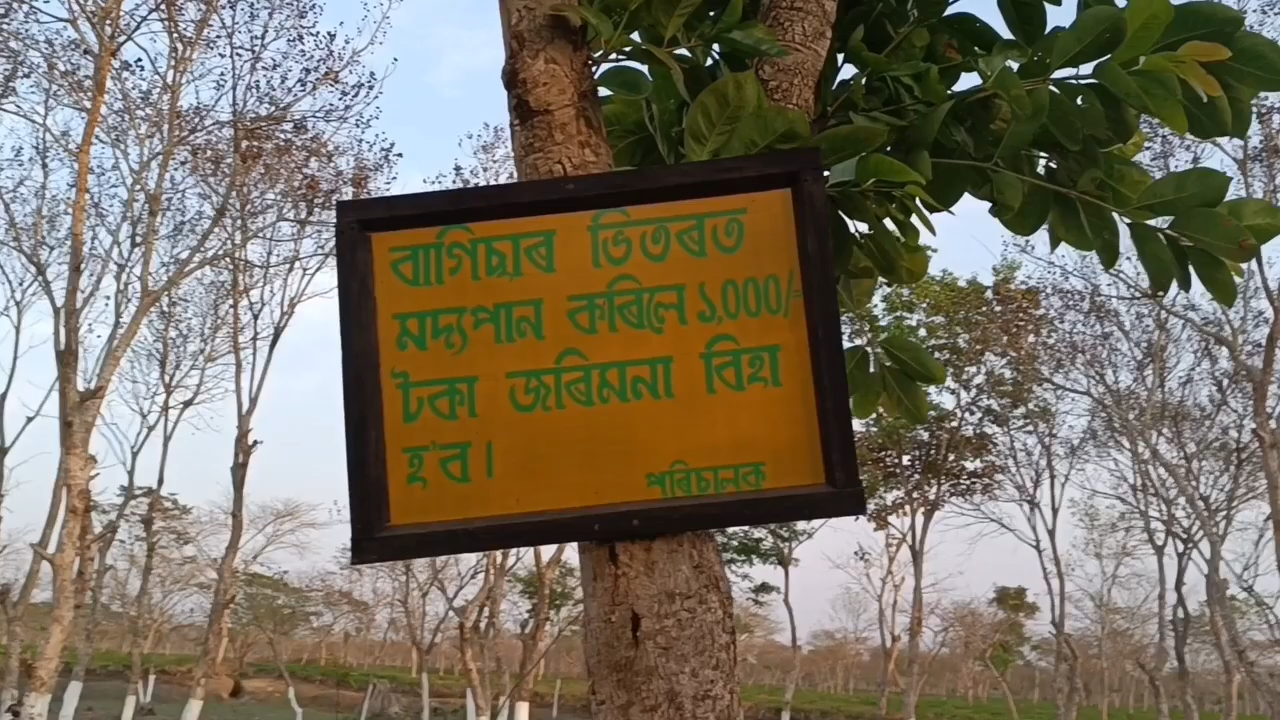 বাগিছাৰ ভিতৰত
মদ্যপান কৰিলে ১,000/-
টকা জৰিমনা বিহা
হ'ব।
পৰিচালক